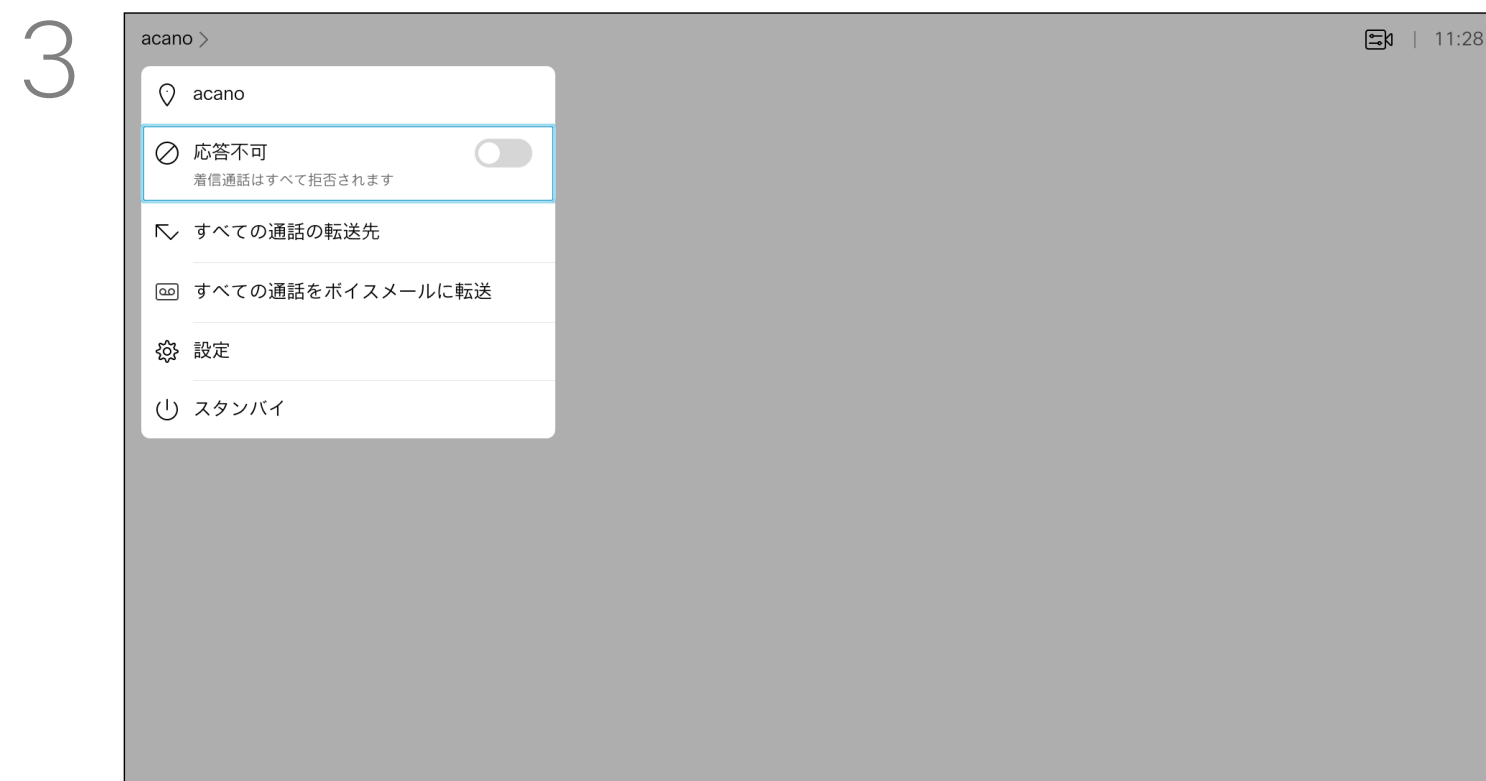 3
acano >
| 11:28
acano
応答不可
着信通話はすべて拒否されます
すべての通話の転送先
すべての通話をボイスメールに転送
設定
スタンバイ